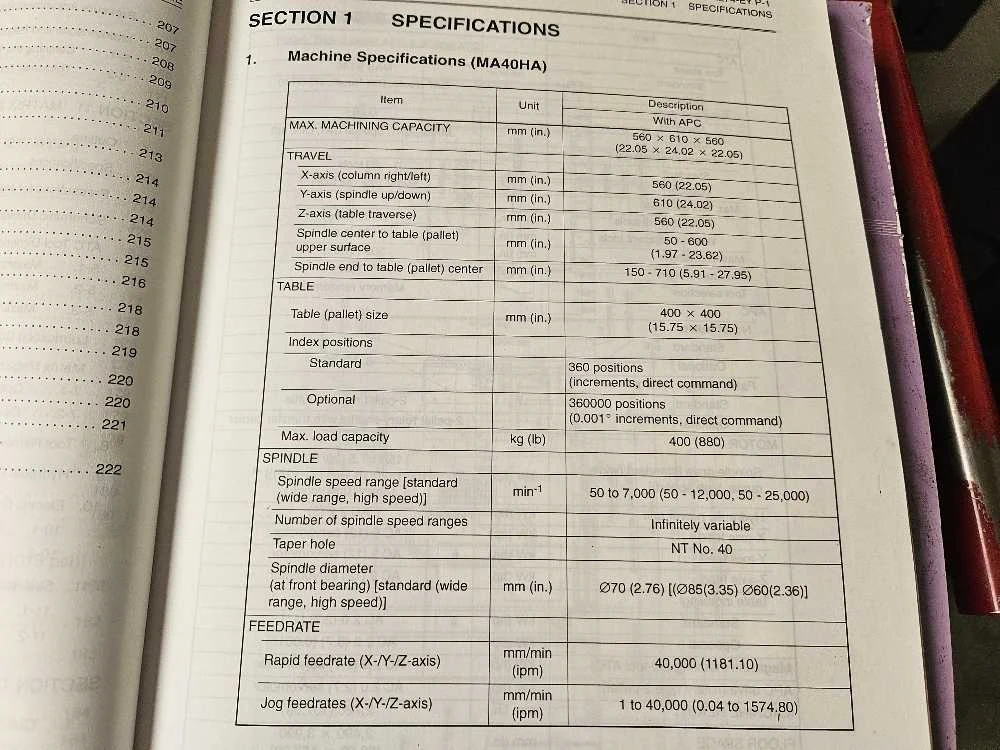 207
207
208
209
210
211
213
214
214
214
215
215
216
218
218
219
220
220
221
222
SECTION 1 SPECIFICATIONS
SECTION 1 SPECIFICATIONS
1. Machine Specifications (MA40HA)
Item Unit Description
With APC
MAX. MACHINING CAPACITY mm (in.) 560 × 610 × 560
(22.05 × 24.02 × 22.05)
TRAVEL
X-axis (column right/left) mm (in.) 560 (22.05)
Y-axis (spindle up/down) mm (in.) 610 (24.02)
Z-axis (table traverse) mm (in.) 560 (22.05)
Spindle center to table (pallet)
upper surface mm (in.) 50 - 600
(1.97 - 23.62)
Spindle end to table (pallet) center mm (in.) 150 - 710 (5.91 - 27.95)
TABLE
Table (pallet) size mm (in.) 400 × 400
(15.75 × 15.75)
Index positions
Standard 360 positions
(increments, direct command)
Optional 360000 positions
(0.001° increments, direct command)
Max. load capacity kg (lb) 400 (880)
SPINDLE
Spindle speed range [standard
(wide range, high speed)] min-1 50 to 7,000 (50 - 12,000, 50 - 25,000)
Number of spindle speed ranges Infinitely variable
Taper hole NT No. 40
Spindle diameter
(at front bearing) [standard (wide
range, high speed)] mm (in.) Ø70 (2.76) [(Ø85(3.35) Ø60(2.36)]
FEEDRATE
Rapid feedrate (X-/Y-/Z-axis) mm/min
(ipm) 40,000 (1181.10)
Jog feedrates (X-/Y-/Z-axis) mm/min
(ipm) 1 to 40,000 (0.04 to 1574.80)